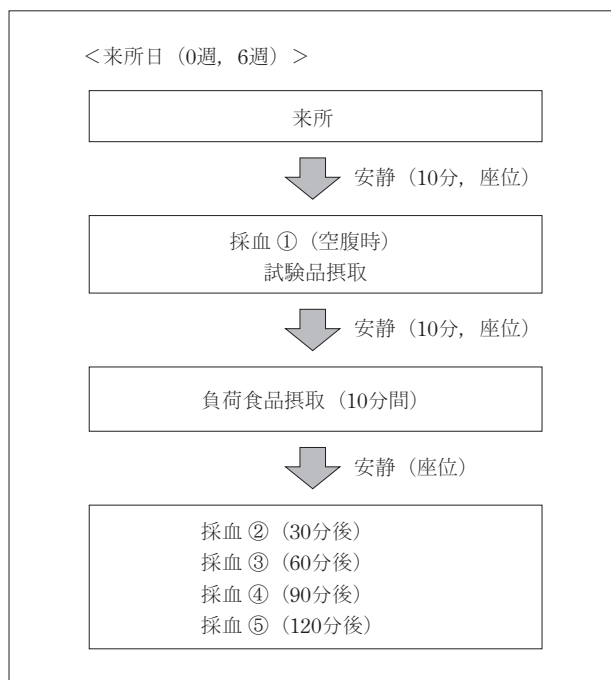 ＜来所日（0週，6週）＞
来所
安静（10分，座位）
採血 ①（空腹時）
試験品摂取
安静（10分，座位）
負荷食品摂取（10分間）
安静（座位）
採血 ②（30分後）
採血 ③（60分後）
採血 ④（90分後）
採血 ⑤（120分後）